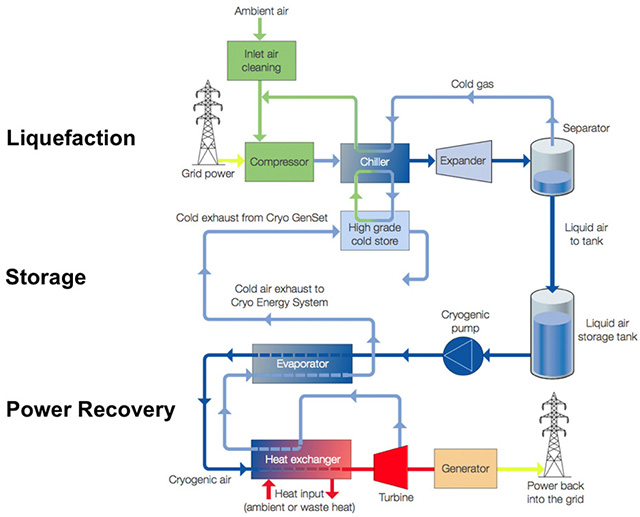 Ambient air
Inlet air
cleaning
Cold gas
Separator
Liquefaction
Grid power
Compressor
Chiller
Expander
Cold exhaust from Cryo GenSet
High grade
cold store
Liquid air
to tank
Storage
Cold air exhaust to
Cryo Energy System
Cryogenic
pump
Liquid air
storage tank
Evaporator
Power Recovery
Heat exchanger
Generator
Cryogenic air
Heat input
(ambient or waste heat)
Turbine
Power back
into the grid